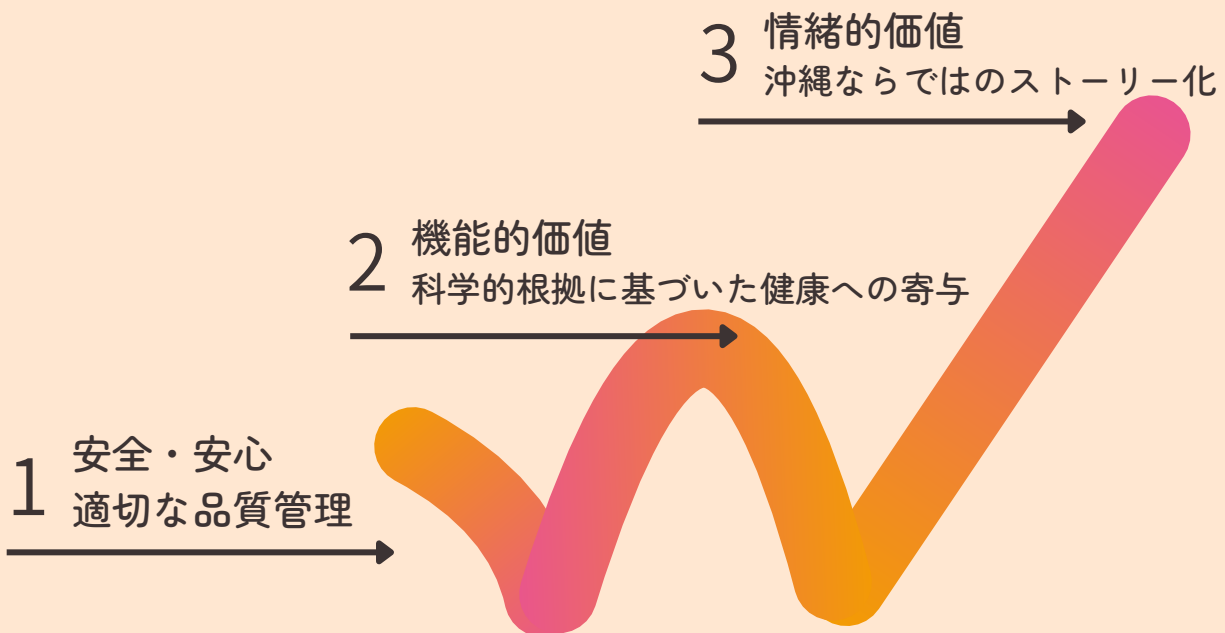 3 情緒的価値
沖縄ならではのストーリー化
2 機能的価値
科学的根拠に基づいた健康への寄与
1 安全・安心
適切な品質管理